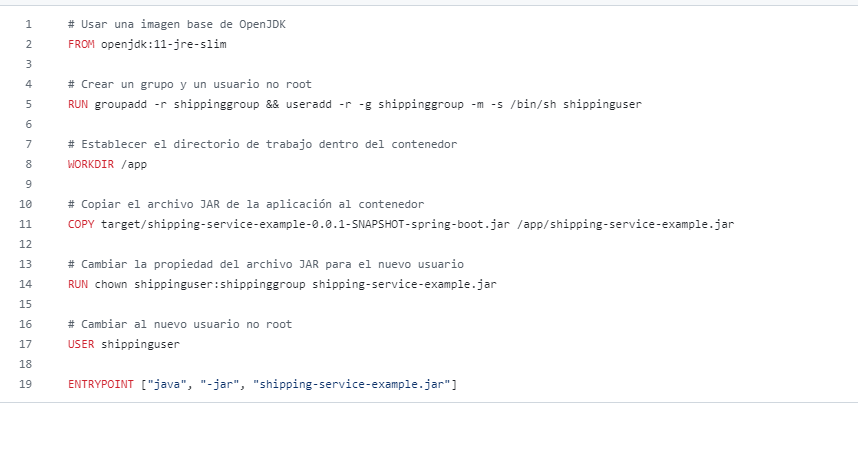 1 # Usar una imagen base de OpenJDK
2 FROM openjdk:11-jre-slim
3
4 # Crear un grupo y un usuario no root
5 RUN groupadd -r shippinggroup && useradd -r -g shippinggroup -m -s /bin/sh shippinguser
6
7 # Establecer el directorio de trabajo dentro del contenedor
8 WORKDIR /app
9
10 # Copiar el archivo JAR de la aplicación al contenedor
11 COPY target/shipping-service-example-0.0.1-SNAPSHOT-spring-boot.jar /app/shipping-service-example.jar
12
13 # Cambiar la propiedad del archivo JAR para el nuevo usuario
14 RUN chown shippinguser:shippinggroup shipping-service-example.jar
15
16 # Cambiar al nuevo usuario no root
17 USER shippinguser
18
19 ENTRYPOINT ["java", "-jar", "shipping-service-example.jar"]